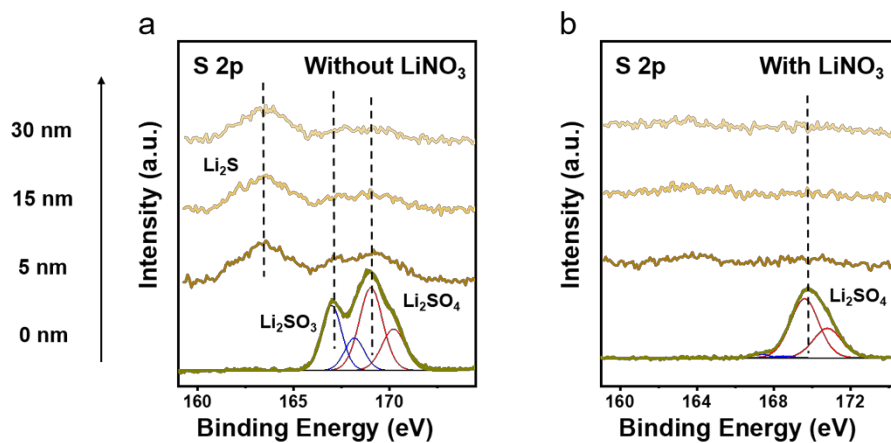 a
S 2p Without LiNO₃
30 nm
15 nm
5 nm
0 nm
Intensity (a.u.)
Li₂S
Li₂SO₃
Li₂SO₄
160 165 170
Binding Energy (eV)
b
S 2p With LiNO₃
Intensity (a.u.)
Li₂SO₄
160 164 168 172
Binding Energy (eV)